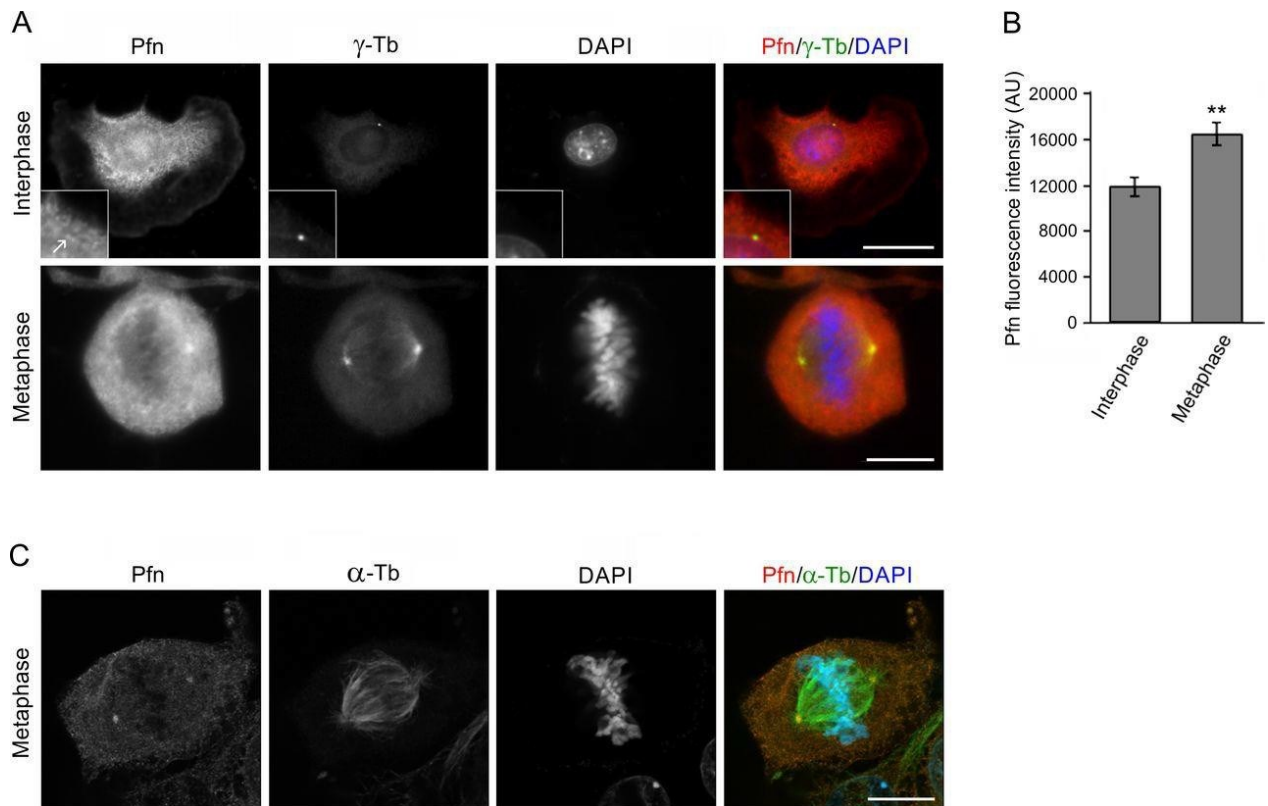 A
Pfn γ-Tb DAPI Pfn/γ-Tb/DAPI
Interphase
Metaphase
B
Pfn fluorescence intensity (AU)
20000
16000
12000
8000
4000
0
**
Interphase
Metaphase
C
Pfn α-Tb DAPI Pfn/α-Tb/DAPI
Metaphase